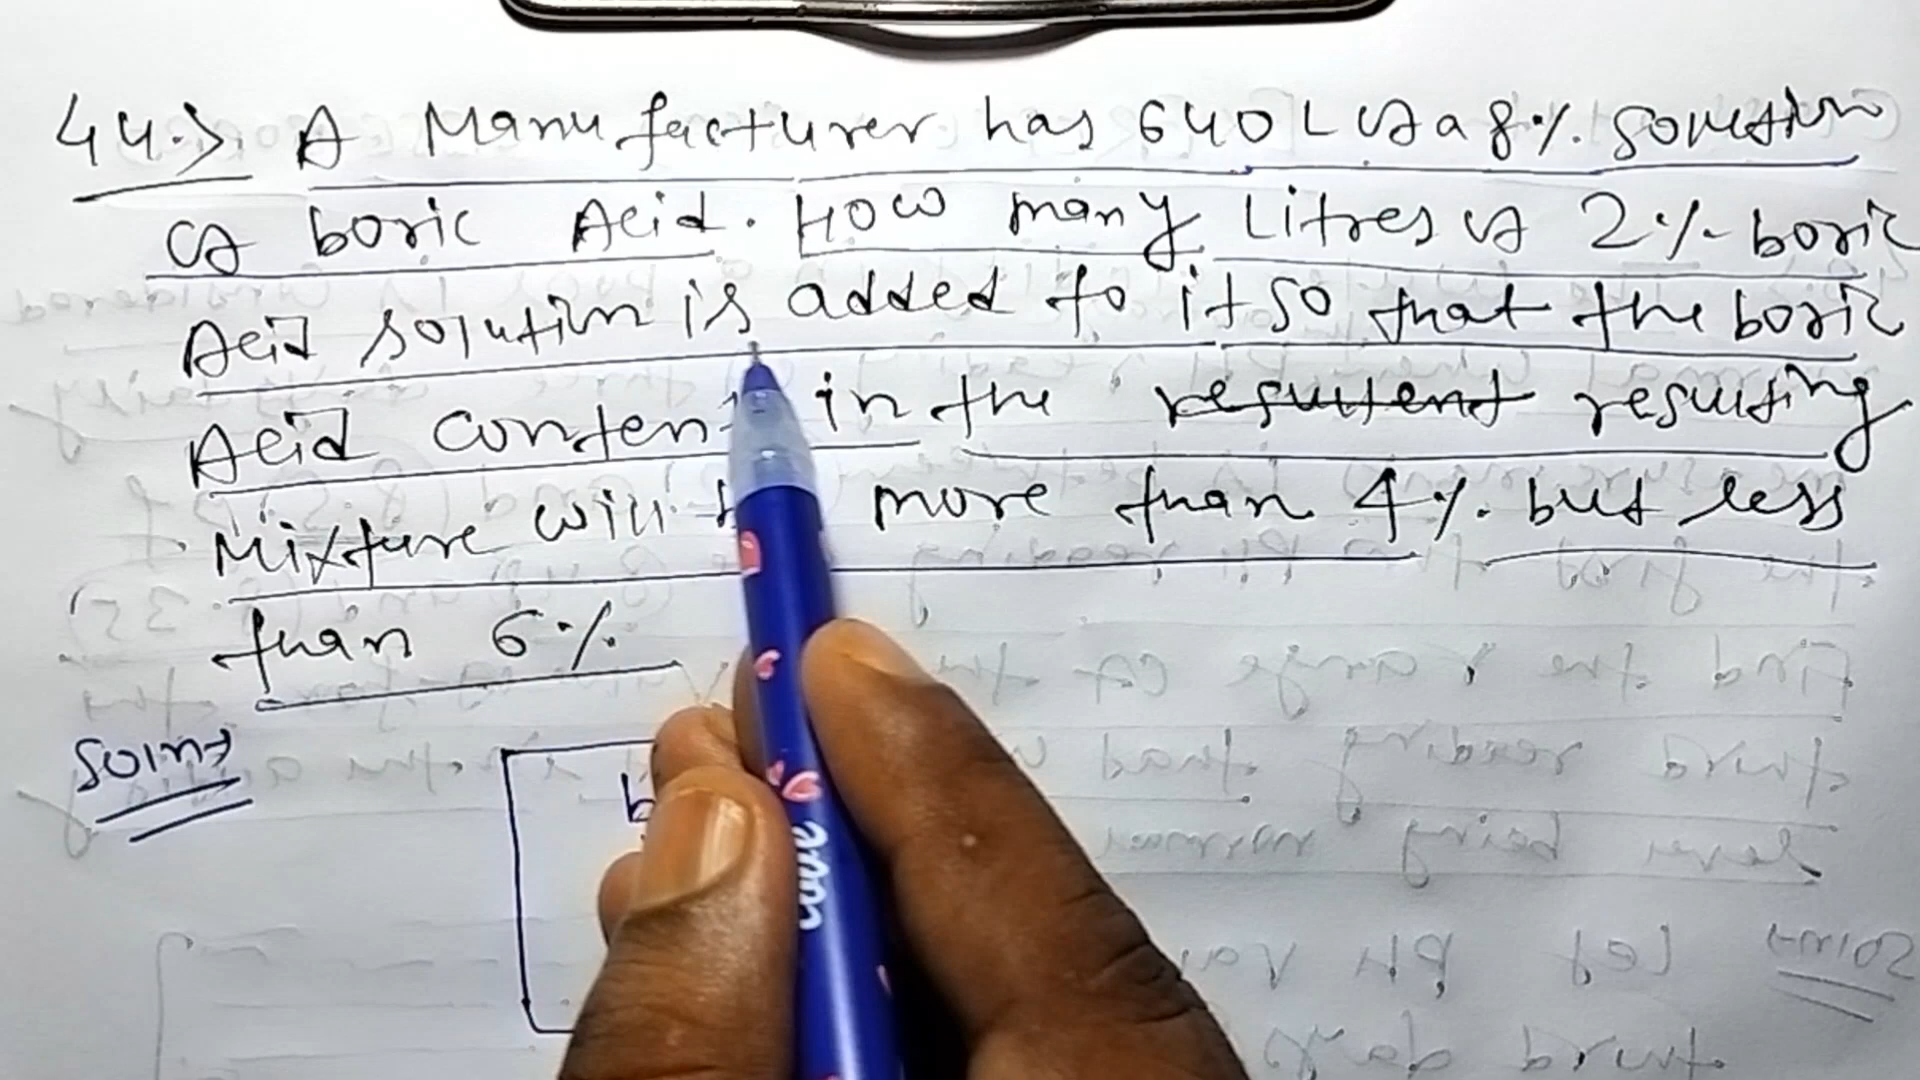 44.> A Manufacturer has 640 L of a 8%. solution
of boric Acid. How many Litres of 2%. boric
Acid solution is added to it so that the boric
Acid content in the resultent resulting
Mixture will more than 4%. but less
than 6%.
Soln→
love